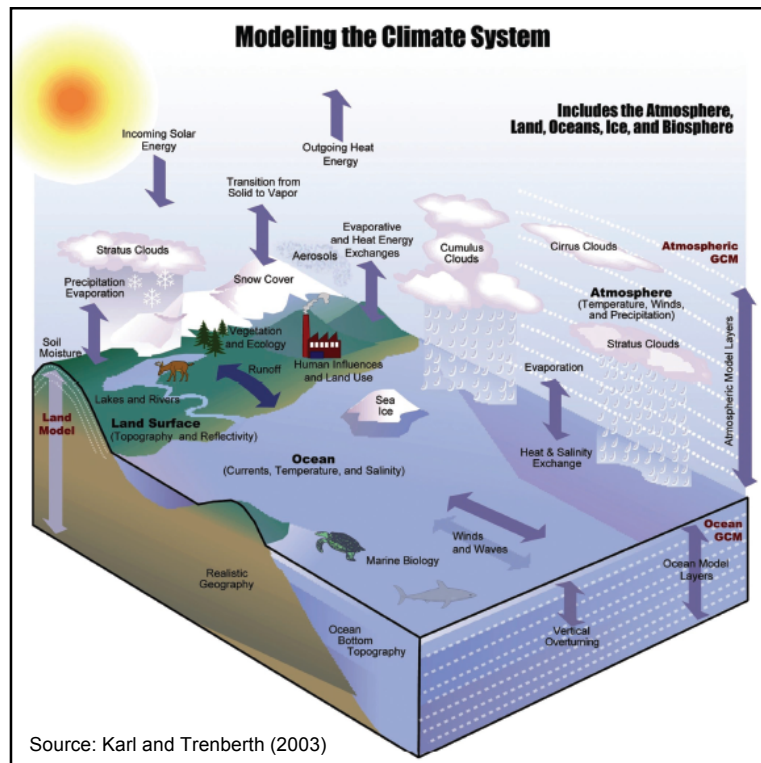 Modeling the Climate System
Includes the Atmosphere,
Land, Oceans, Ice, and Biosphere
Incoming Solar
Energy
Outgoing Heat
Energy
Transition from
Solid to Vapor
Stratus Clouds
Evaporative
and Heat Energy
Exchanges
Aerosols
Snow Cover
Cumulus
Clouds
Cirrus Clouds
Atmospheric
GCM
Precipitation
Evaporation
Atmosphere
(Temperature, Winds,
and Precipitation)
Stratus Clouds
Atmospheric Model Layers
Soil
Moisture
Vegetation
and Ecology
Human Influences
and Land Use
Runoff
Lakes and Rivers
Land
Model
Land Surface
(Topography and Reflectivity)
Sea
Ice
Evaporation
Heat & Salinity
Exchange
Ocean
(Currents, Temperature, and Salinity)
Winds
and Waves
Marine Biology
Ocean
GCM
Ocean Model
Layers
Realistic
Geography
Ocean
Bottom
Topography
Vertical
Overturning
Source: Karl and Trenberth (2003)